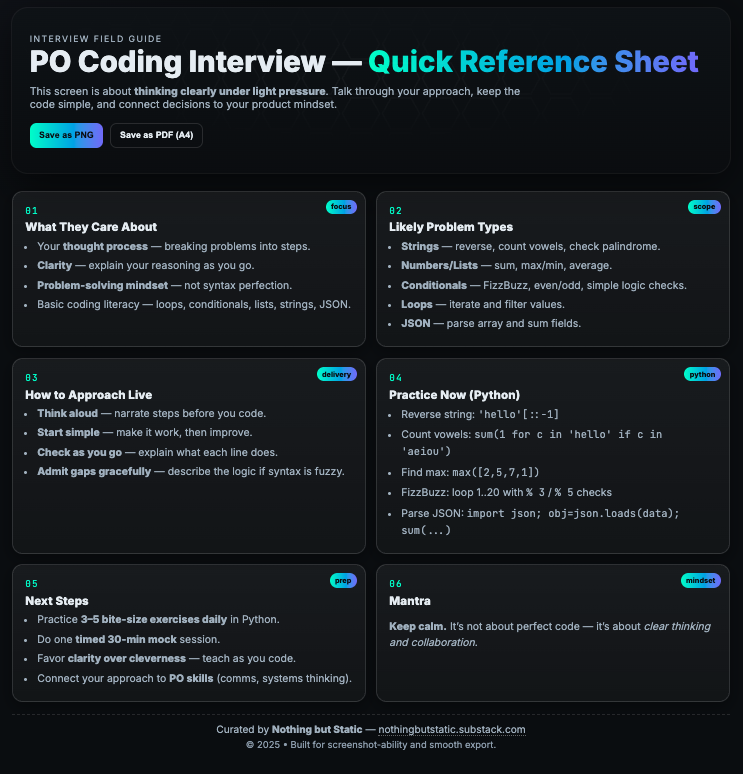 INTERVIEW FIELD GUIDE
PO Coding Interview — Quick Reference Sheet
This screen is about thinking clearly under light pressure. Talk through your approach, keep the
code simple, and connect decisions to your product mindset.
Save as PNG
Save as PDF (A4)
01
focus
What They Care About
• Your thought process — breaking problems into steps.
• Clarity — explain your reasoning as you go.
• Problem-solving mindset — not syntax perfection.
• Basic coding literacy — loops, conditionals, lists, strings, JSON.
02
scope
Likely Problem Types
• Strings — reverse, count vowels, check palindrome.
• Numbers/Lists — sum, max/min, average.
• Conditionals — FizzBuzz, even/odd, simple logic checks.
• Loops — iterate and filter values.
• JSON — parse array and sum fields.
03
delivery
How to Approach Live
• Think aloud — narrate steps before you code.
• Start simple — make it work, then improve.
• Check as you go — explain what each line does.
• Admit gaps gracefully — describe the logic if syntax is fuzzy.
04
python
Practice Now (Python)
• Reverse string: 'hello'[::-1]
• Count vowels: sum(1 for c in 'hello' if c in
'aeiou')
• Find max: max([2,5,7,1])
• FizzBuzz: loop 1..20 with % 3 / % 5 checks
• Parse JSON: import json; obj=json.loads(data);
sum(...)
05
prep
Next Steps
• Practice 3–5 bite-size exercises daily in Python.
• Do one timed 30-min mock session.
• Favor clarity over cleverness — teach as you code.
• Connect your approach to PO skills (comms, systems thinking).
06
mindset
Mantra
Keep calm. It's not about perfect code — it's about clear thinking
and collaboration.
Curated by Nothing but Static — nothingbutstatic.substack.com
© 2025 • Built for screenshot-ability and smooth export.